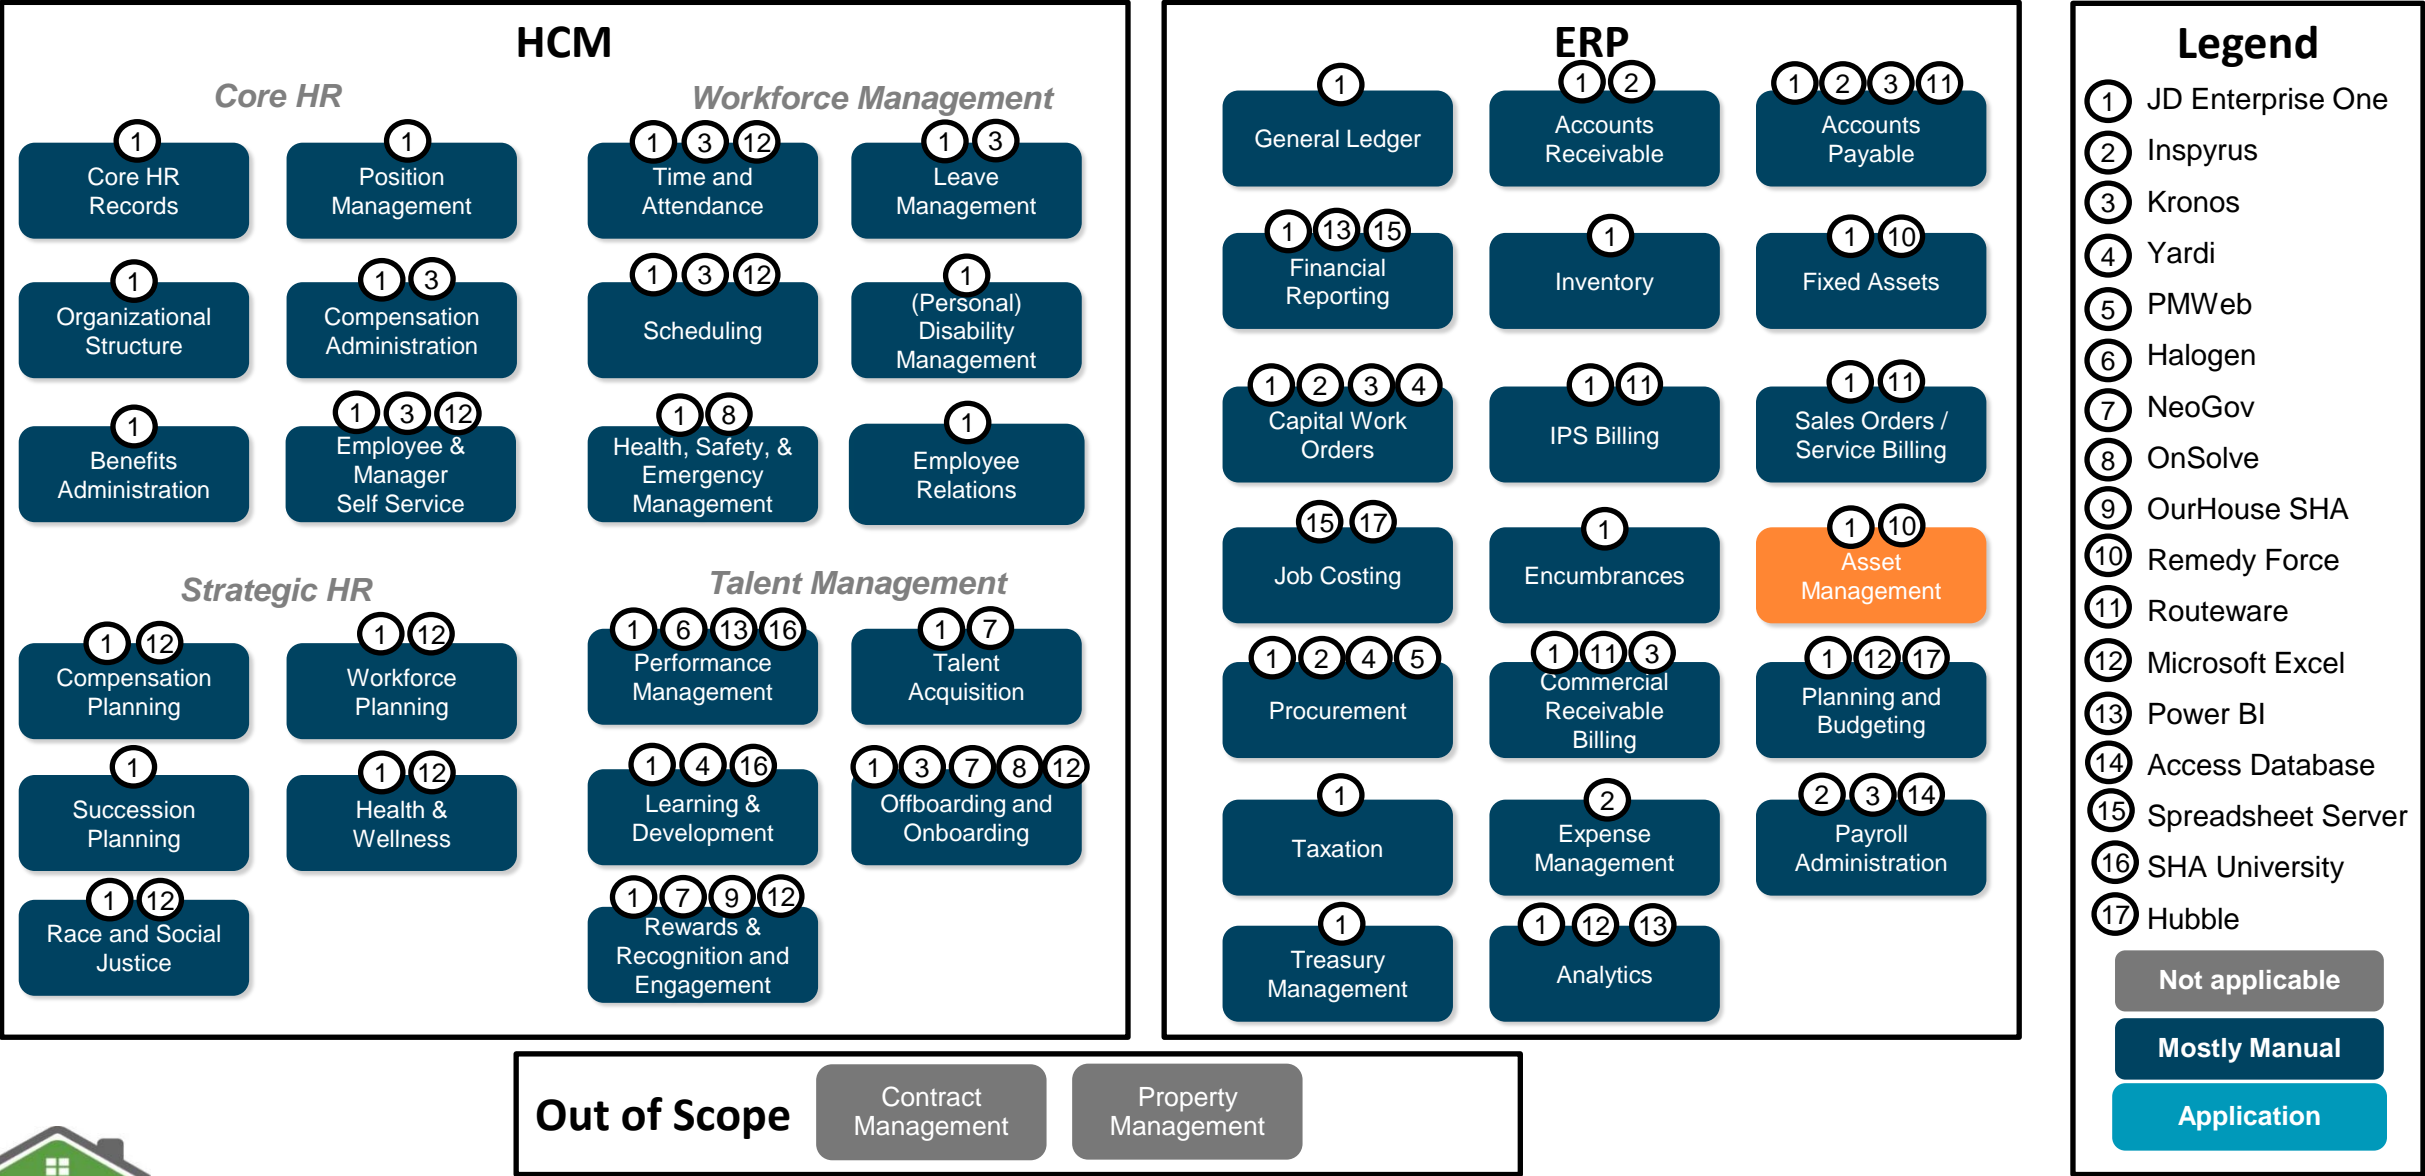 HCM
Core HR
Workforce Management
1
Core HR
Records
1
Position
Management
1 3 12
Time and
Attendance
1 3
Leave
Management
1
Organizational
Structure
1 3
Compensation
Administration
1 3 12
Scheduling
1
(Personal)
Disability
Management
1
Benefits
Administration
1 3 12
Employee &
Manager
Self Service
1 8
Health, Safety, &
Emergency
Management
1
Employee
Relations
Strategic HR
Talent Management
1 12
Compensation
Planning
1 12
Workforce
Planning
1 6 13 16
Performance
Management
1 7
Talent
Acquisition
1
Succession
Planning
1 12
Health &
Wellness
1 4 16
Learning &
Development
1 3 7 8 12
Offboarding and
Onboarding
1 12
Race and Social
Justice
1 7 9 12
Rewards &
Recognition and
Engagement
ERP
1
General Ledger
1 2
Accounts
Receivable
1 2 3 11
Accounts
Payable
1 13 15
Financial
Reporting
1
Inventory
1 10
Fixed Assets
1 2 3 4
Capital Work
Orders
1 11
IPS Billing
1 11
Sales Orders /
Service Billing
15 17
Job Costing
1
Encumbrances
1 10
Asset
Management
1 2 4 5
Procurement
1 11 3
Commercial
Receivable
Billing
1 12 17
Planning and
Budgeting
1
Taxation
2
Expense
Management
2 3 14
Payroll
Administration
1
Treasury
Management
1 12 13
Analytics
Legend
1 JD Enterprise One
2 Inspyrus
3 Kronos
4 Yardi
5 PMWeb
6 Halogen
7 NeoGov
8 OnSolve
9 OurHouse SHA
10 Remedy Force
11 Routeware
12 Microsoft Excel
13 Power BI
14 Access Database
15 Spreadsheet Server
16 SHA University
17 Hubble
Not applicable
Mostly Manual
Application
Out of Scope
Contract
Management
Property
Management